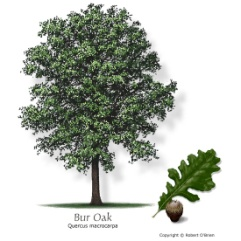 Bur Oak
Quercus macrocarpa
Copyright © Robert O'Brien